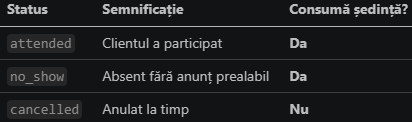 Status Semnificație Consumă ședință?
attended Clientul a participat Da
no_show Absent fără anunț prealabil Da
cancelled Anulat la timp Nu